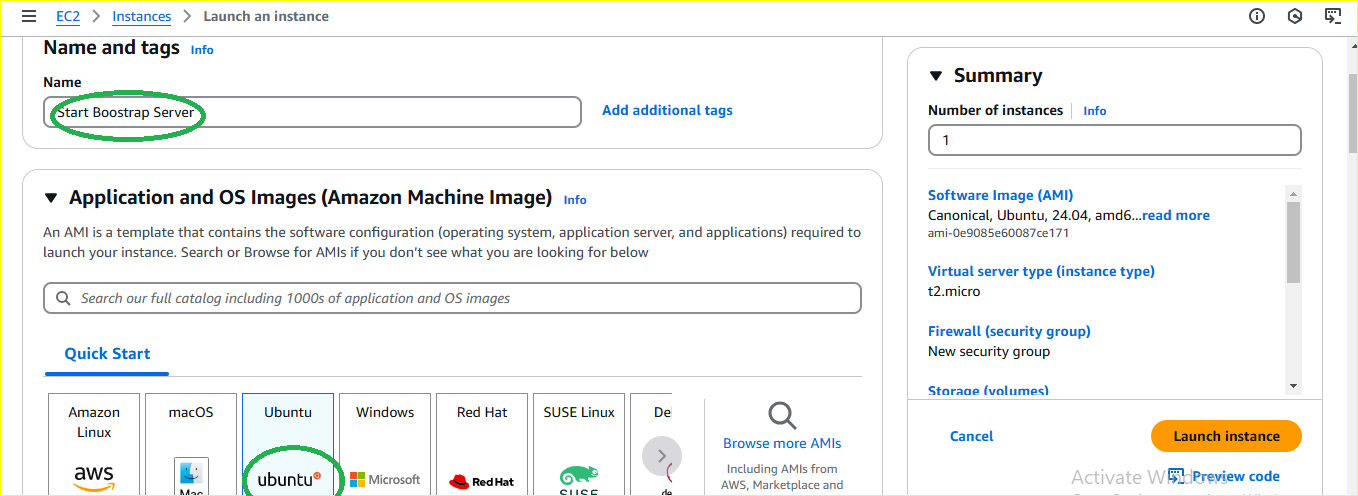 EC2 > Instances > Launch an instance
Name and tags Info
Name
Start Boostrap Server
Add additional tags
Application and OS Images (Amazon Machine Image) Info
An AMI is a template that contains the software configuration (operating system, application server, and applications) required to
launch your instance. Search or Browse for AMIs if you don't see what you are looking for below
Search our full catalog including 1000s of application and OS images
Quick Start
Amazon
Linux
aws
macOS
Mac
Ubuntu
ubuntu
Windows
Microsoft
Red Hat
Red Hat
SUSE Linux
SUSE
De
Browse more AMIs
Including AMIs from
AWS, Marketplace and
Summary
Number of instances Info
1
Software Image (AMI)
Canonical, Ubuntu, 24.04, amd6...read more
ami-0e9085e60087ce171
Virtual server type (instance type)
t2.micro
Firewall (security group)
New security group
Storage (volumes)
Cancel
Launch instance
Preview code
Activate Windows